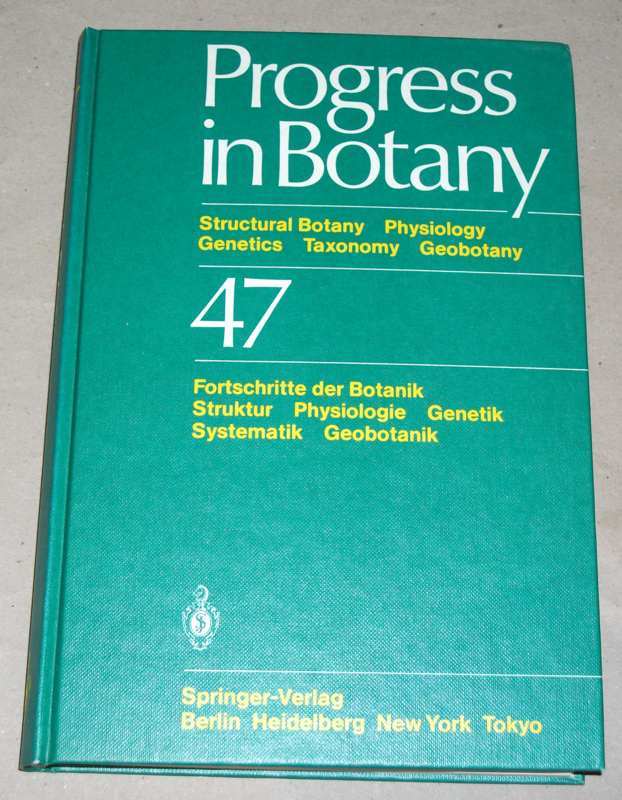 Progress
in Botany
Structural Botany Physiology
Genetics Taxonomy Geobotany
47
Fortschritte der Botanik
Struktur Physiologie Genetik
Systematik Geobotanik
Springer-Verlag
Berlin Heidelberg New York Tokyo